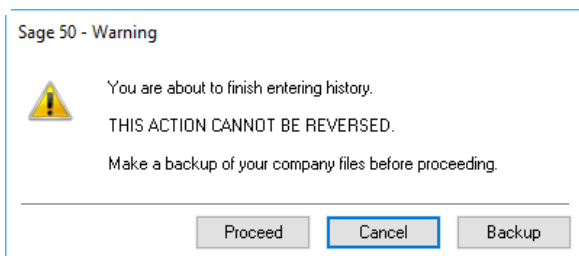 Sage 50 - Warning
You are about to finish entering history.
THIS ACTION CANNOT BE REVERSED.
Make a backup of your company files before proceeding.
Proceed Cancel Backup